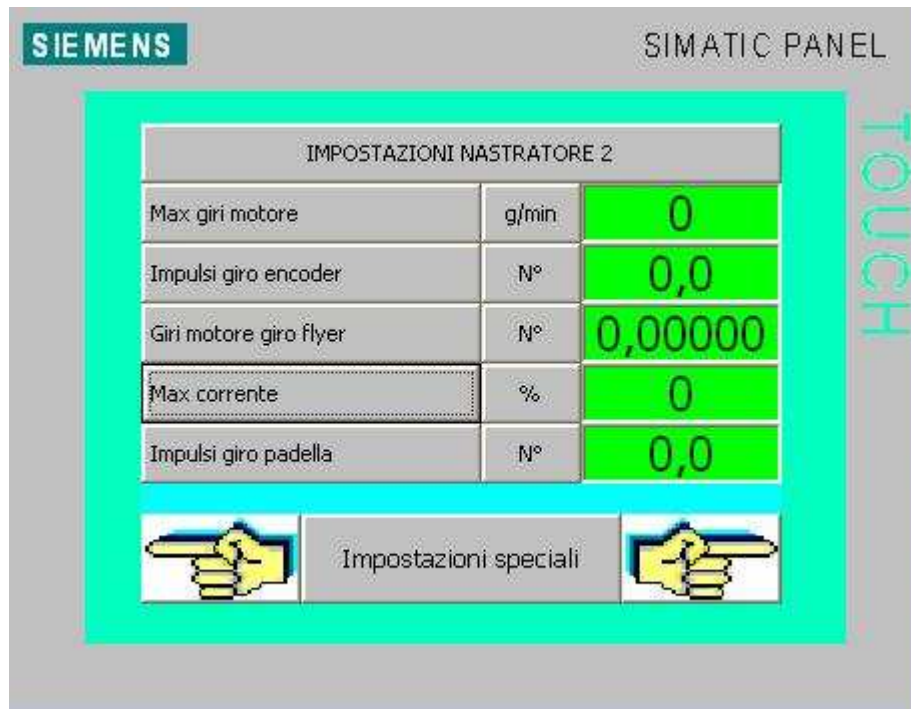 SIEMENS
SIMATIC PANEL
TOUCH
IMPOSTAZIONI NASTRATORE 2
Max giri motore g/min 0
Impulsi giro encoder N° 0,0
Giri motore giro flyer N° 0,00000
Max corrente % 0
Impulsi giro padella N° 0,0
Impostazioni speciali